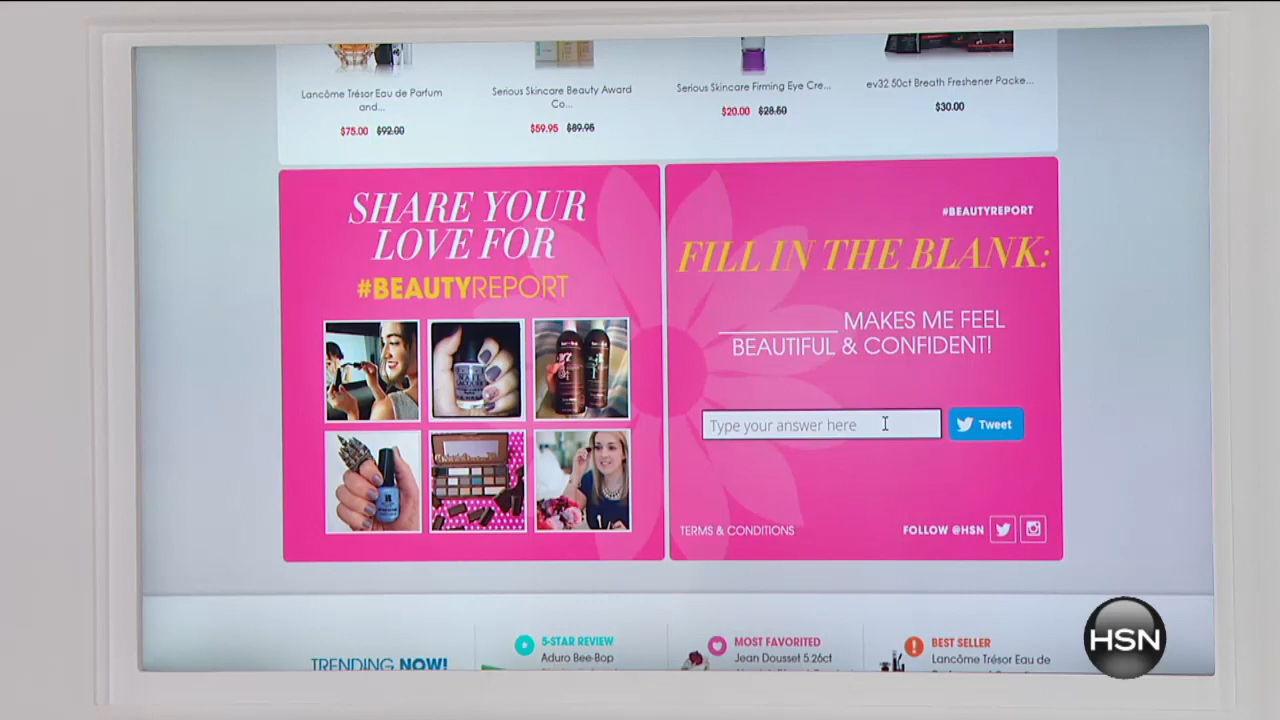 Lancôme Trésor Eau de Parfum
and...
$75.00 $92.00
Serious Skincare Beauty Award
Co...
$59.95 $89.95
Serious Skincare Firming Eye Cre...
$20.00 $28.50
ev32 50ct Breath Freshener Packe...
$30.00
SHARE YOUR
LOVE FOR
#BEAUTYREPORT
#BEAUTYREPORT
FILL IN THE BLANK:
__________ MAKES ME FEEL
BEAUTIFUL & CONFIDENT!
Type your answer here
Tweet
TERMS & CONDITIONS
FOLLOW @HSN
TRENDING NOW!
5-STAR REVIEW
Aduro Bee-Bop
MOST FAVORITED
Jean Dousset 5.26ct
BEST SELLER
Lancôme Trésor Eau de
HSN